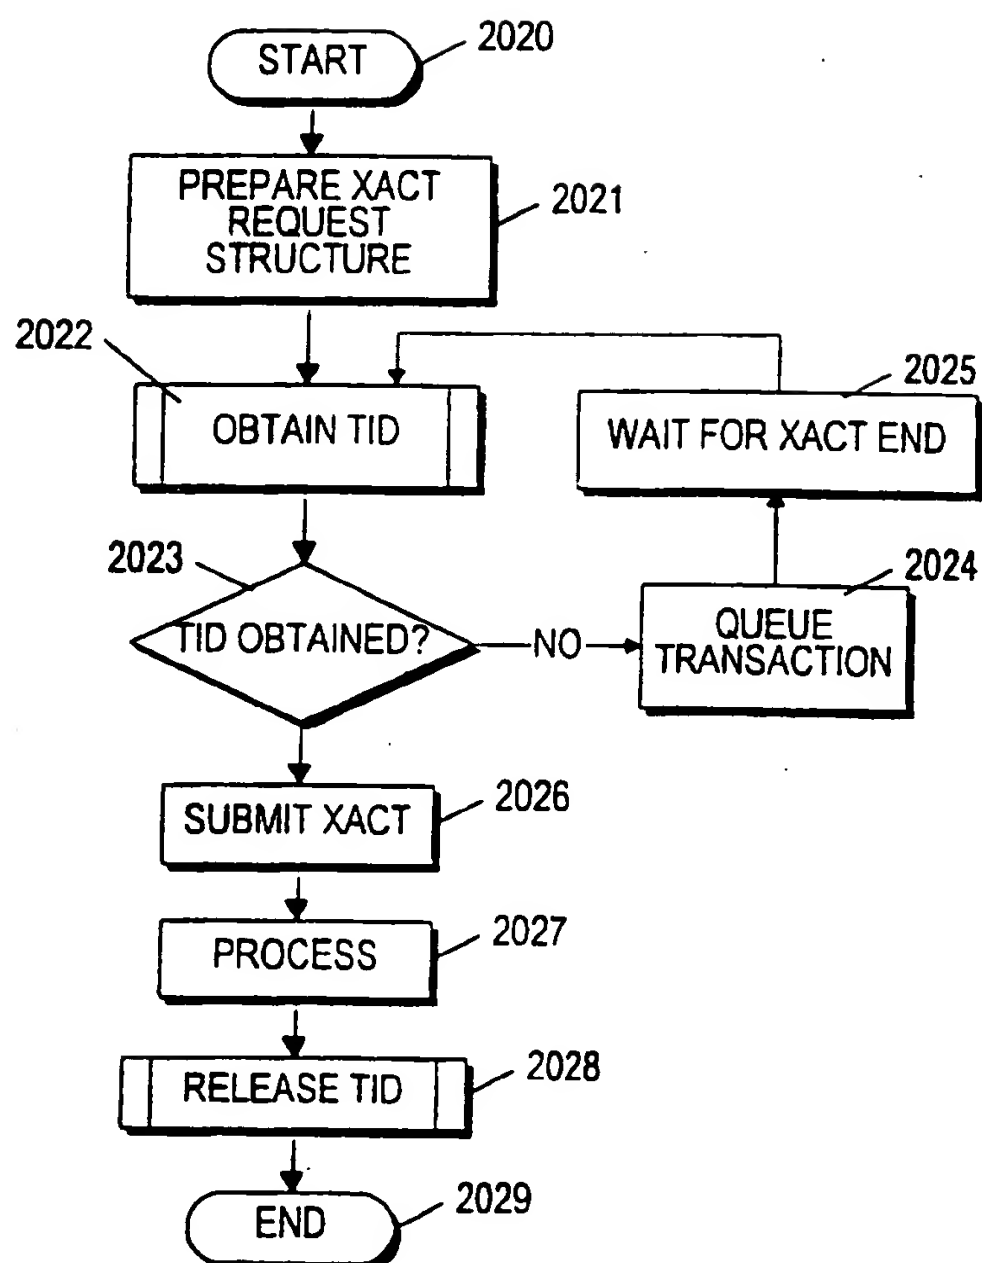 START
2020
PREPARE XACT
REQUEST
STRUCTURE
2021
2022
OBTAIN TID
2025
WAIT FOR XACT END
2023
TID OBTAINED?
NO
2024
QUEUE
TRANSACTION
SUBMIT XACT
2026
PROCESS
2027
RELEASE TID
2028
END
2029